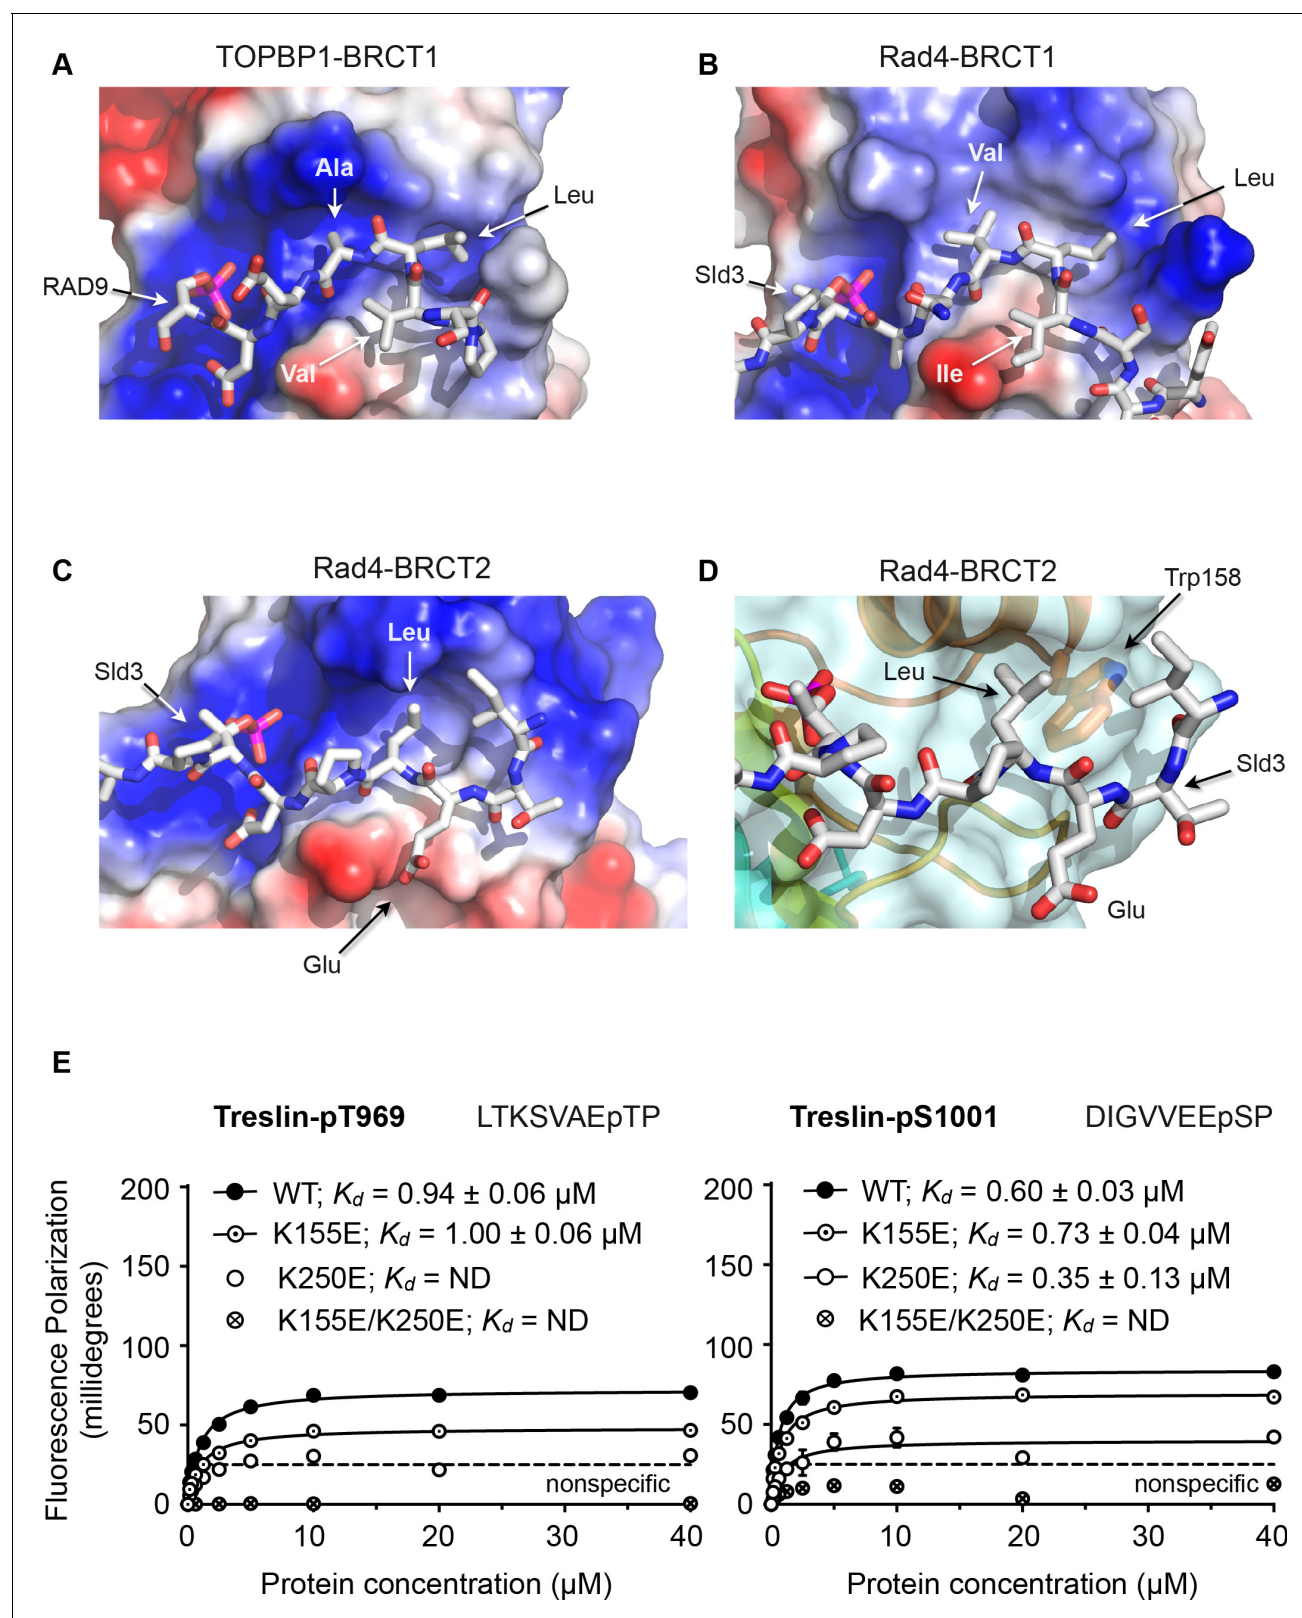 A
TOPBP1-BRCT1
Ala
Leu
RAD9
Val
B
Rad4-BRCT1
Val
Leu
Sld3
Ile
C
Rad4-BRCT2
Leu
Sld3
Glu
D
Rad4-BRCT2
Trp158
Leu
Sld3
Glu
E
Treslin-pT969 LTKSVAEpTP
Fluorescence Polarization
(millidegrees)
200
150
100
50
0
WT; Kd = 0.94 ± 0.06 µM
K155E; Kd = 1.00 ± 0.06 µM
K250E; Kd = ND
K155E/K250E; Kd = ND
nonspecific
0 10 20 30 40
Protein concentration (µM)
Treslin-pS1001 DIGVVEEpSP
200
150
100
50
0
WT; Kd = 0.60 ± 0.03 µM
K155E; Kd = 0.73 ± 0.04 µM
K250E; Kd = 0.35 ± 0.13 µM
K155E/K250E; Kd = ND
nonspecific
0 10 20 30 40
Protein concentration (µM)